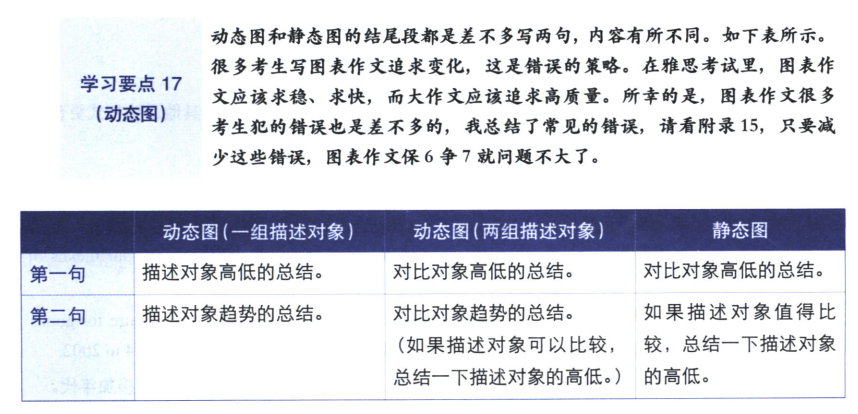 学习要点 17
(动态图)
动态图和静态图的结尾段都是差不多写两句，内容有所不同。如下表所示。
很多考生写图表作文追求变化，这是错误的策略。在雅思考试里，图表作
文应该求稳、求快，而大作文应该追求高质量。所幸的是，图表作文很多
考生犯的错误也是差不多的，我总结了常见的错误，请看附录 15，只要减
少这些错误，图表作文保 6 争 7 就问题不大了。
动态图(一组描述对象) 动态图(两组描述对象) 静态图
第一句 描述对象高低的总结。 对比对象高低的总结。 对比对象高低的总结。
第二句 描述对象趋势的总结。 对比对象趋势的总结。 如果描述对象值得比
(如果描述对象可以比较， 较，总结一下描述对象
总结一下描述对象的高低。) 的高低。